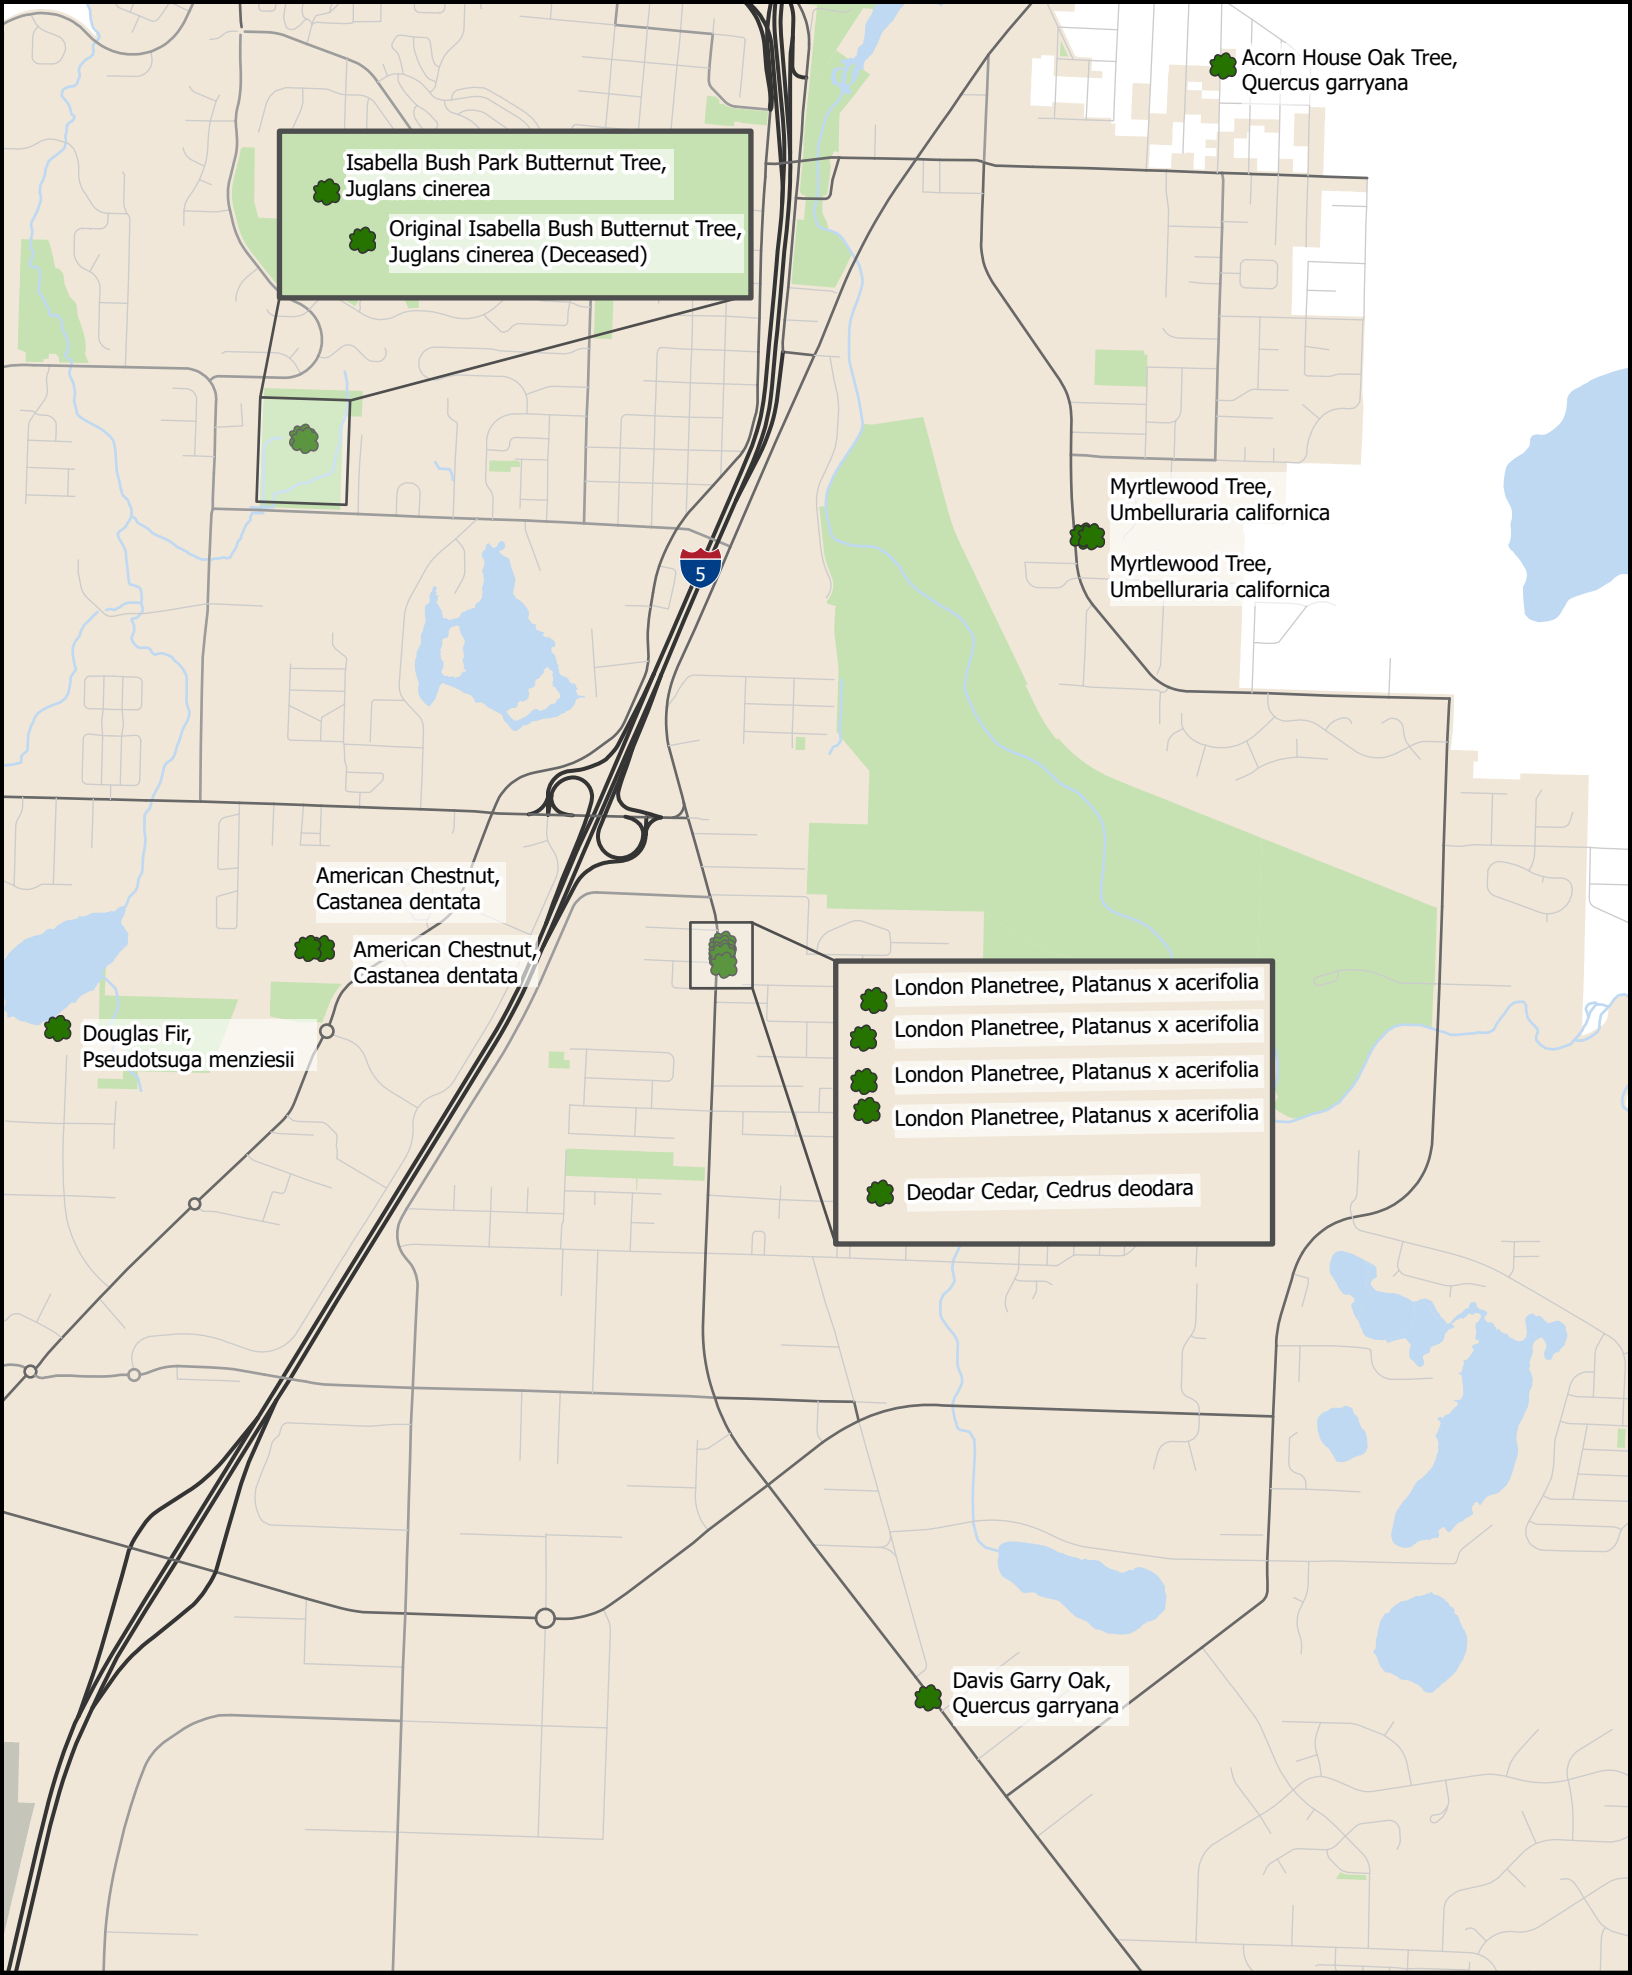 Acorn House Oak Tree,
Quercus garryana
Isabella Bush Park Butternut Tree,
Juglans cinerea
Original Isabella Bush Butternut Tree,
Juglans cinerea (Deceased)
Myrtlewood Tree,
Umbelluraria californica
5
Myrtlewood Tree,
Umbelluraria californica
American Chestnut,
Castanea dentata
American Chestnut,
Castanea dentata
London Planetree, Platanus x acerifolia
London Planetree, Platanus x acerifolia
Douglas Fir,
Pseudotsuga menziesii
London Planetree, Platanus x acerifolia
London Planetree, Platanus x acerifolia
Deodar Cedar, Cedrus deodara
Davis Garry Oak,
Quercus garryana